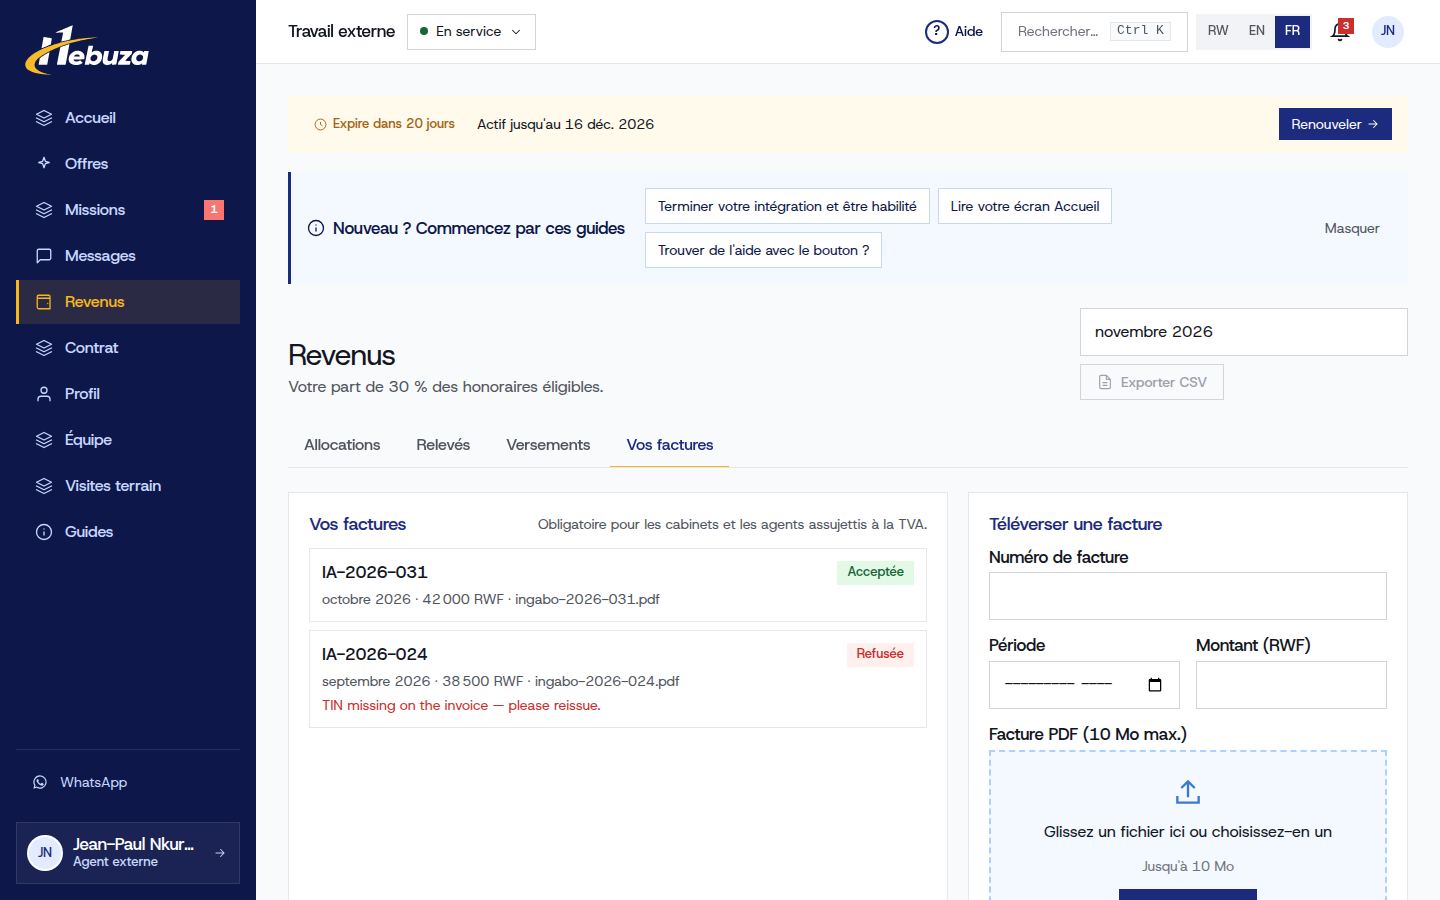 Hebuza
Accueil
Offres
Missions
1
Messages
Revenus
Contrat
Profil
Équipe
Visites terrain
Guides
WhatsApp
JN
Jean-Paul Nkur...
Agent externe
Travail externe
En service
? Aide
Rechercher… Ctrl K
RW EN FR
3
JN
Expire dans 20 jours
Actif jusqu'au 16 déc. 2026
Renouveler →
Nouveau ? Commencez par ces guides
Terminer votre intégration et être habilité
Lire votre écran Accueil
Trouver de l'aide avec le bouton ?
Masquer
Revenus
Votre part de 30 % des honoraires éligibles.
novembre 2026
Exporter CSV
Allocations
Relevés
Versements
Vos factures
Vos factures
Obligatoire pour les cabinets et les agents assujettis à la TVA.
IA-2026-031
Acceptée
octobre 2026 · 42 000 RWF · ingabo-2026-031.pdf
IA-2026-024
Refusée
septembre 2026 · 38 500 RWF · ingabo-2026-024.pdf
TIN missing on the invoice — please reissue.
Téléverser une facture
Numéro de facture
Période
Montant (RWF)
--------- ----
Facture PDF (10 Mo max.)
Glissez un fichier ici ou choisissez-en un
Jusqu'à 10 Mo